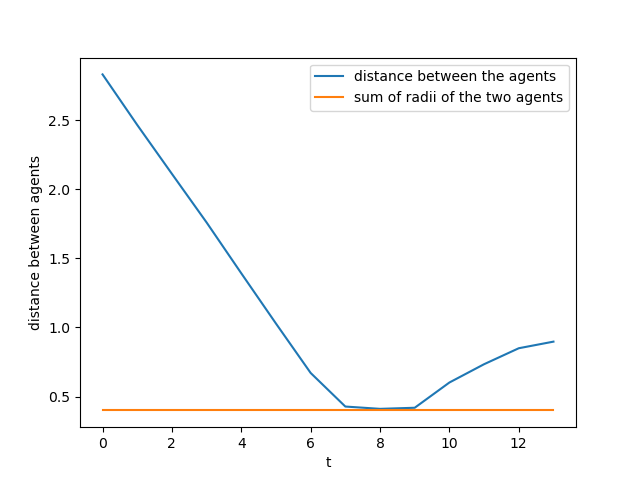 distance between the agents
sum of radii of the two agents
distance between agents
2.5
2.0
1.5
1.0
0.5
0 2 4 6 8 10 12
t